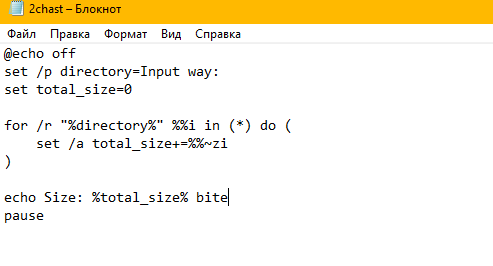 2chast – Блокнот
Файл Правка Формат Вид Справка
@echo off
set /p directory=Input way:
set total_size=0
for /r "%directory%" %%i in (*) do (
    set /a total_size+=%%~zi
)
echo Size: %total_size% bite
pause